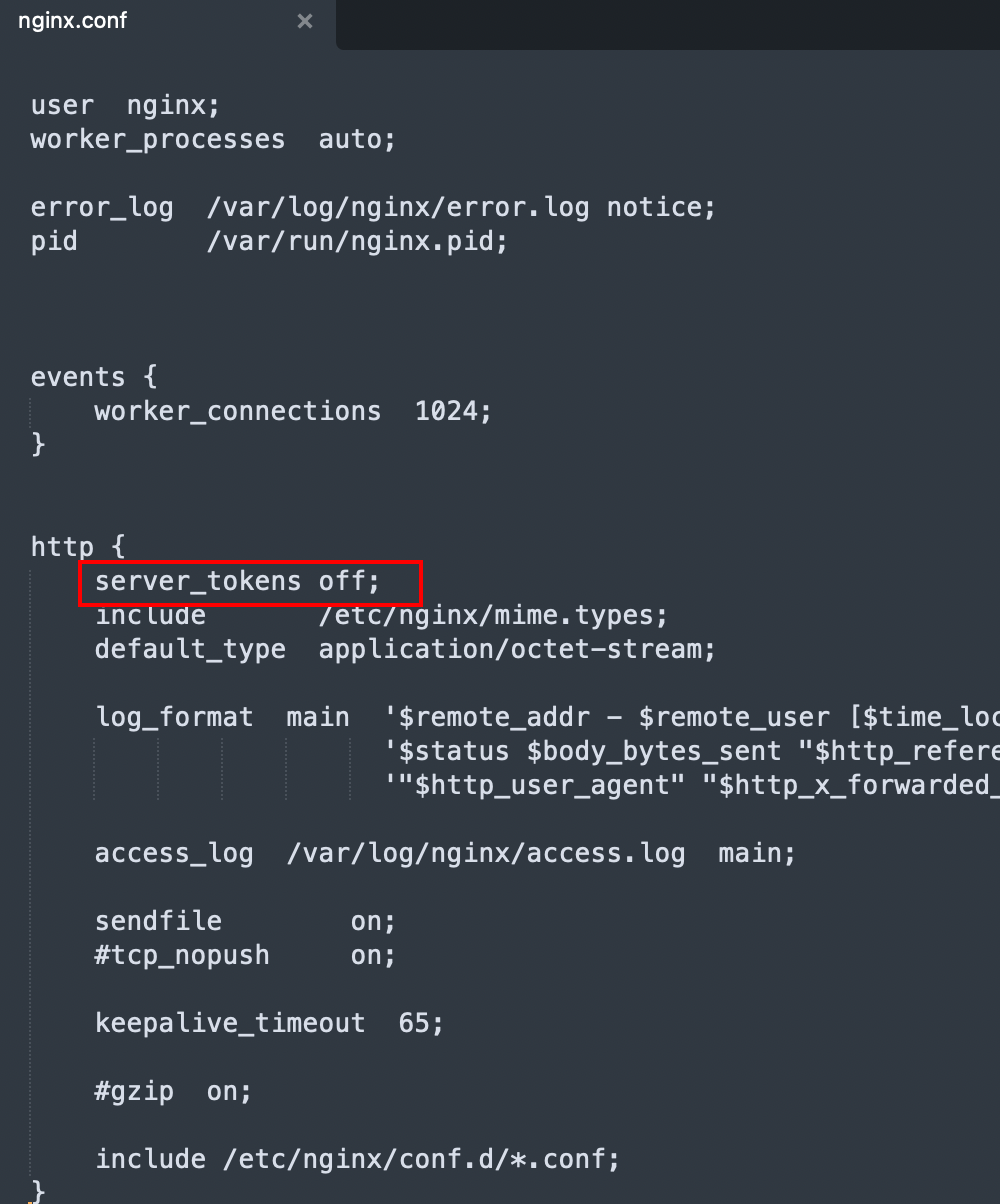 nginx.conf ×
user  nginx;
worker_processes  auto;
error_log  /var/log/nginx/error.log notice;
pid        /var/run/nginx.pid;
events {
    worker_connections  1024;
}
http {
    server_tokens off;
    include       /etc/nginx/mime.types;
    default_type  application/octet-stream;
    log_format  main  '$remote_addr - $remote_user [$time_loc
                      '$status $body_bytes_sent "$http_refere
                      '"$http_user_agent" "$http_x_forwarded_
    access_log  /var/log/nginx/access.log  main;
    sendfile        on;
    #tcp_nopush     on;
    keepalive_timeout  65;
    #gzip  on;
    include /etc/nginx/conf.d/*.conf;
}